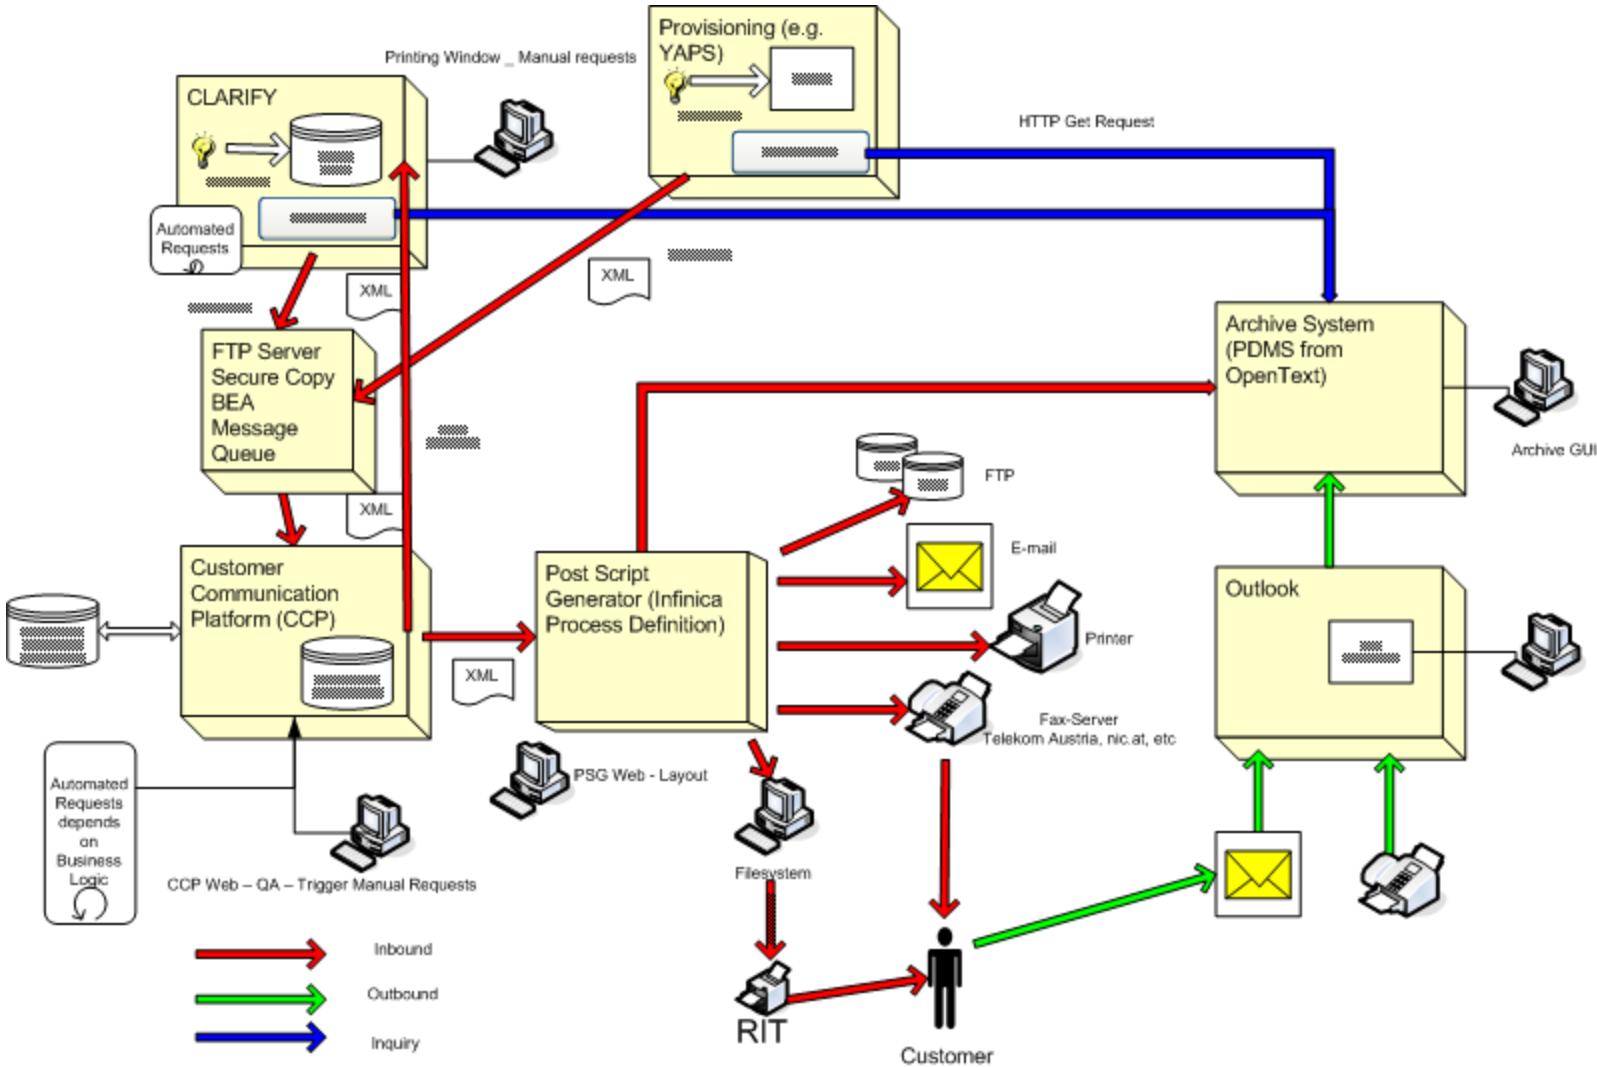 Provisioning (e.g.
YAPS)
Printing Window _ Manual requests
CLARIFY
HTTP Get Request
Automated
Requests
XML
XML
FTP Server
Secure Copy
BEA
Message
Queue
Archive System
(PDMS from
OpenText)
Archive GUI
FTP
XML
E-mail
Customer
Communication
Platform (CCP)
Post Script
Generator (Infinica
Process Definition)
Outlook
Printer
XML
Fax-Server
Telekom Austria, nic.at, etc
PSG Web - Layout
Automated
Requests
depends
on
Business
Logic
Filesystem
CCP Web – QA – Trigger Manual Requests
Inbound
Outbound
Inquiry
RIT
Customer